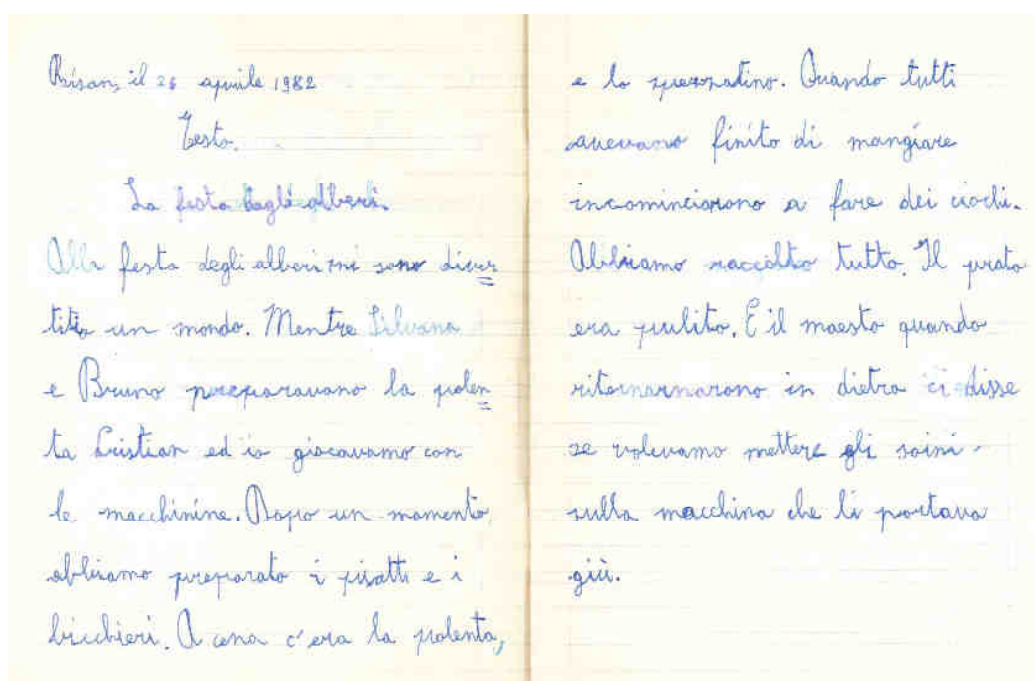 il 26 aprile 1982
Testo.
La festa degli alberi.
Alla festa degli alberi mi sono diver
titio un mondo. Mentre Silvana
e Bruno preparavano la polen
ta Cristian ed io giocavamo con
le macchinine. Dopo un momento,
abbiamo preparato i piatti e i
bicchieri. A cena c'era la polenta,
e lo spezzatino. Quando tutti
avevano finito di mangiare
incominciarono a fare dei giochi.
Abbiamo raccolto tutto. Il prato
era pulito. E il maesto quando
ritornarnarono in dietro ci disse
se volevamo mettere gli
sulla macchina che li portava
giù.